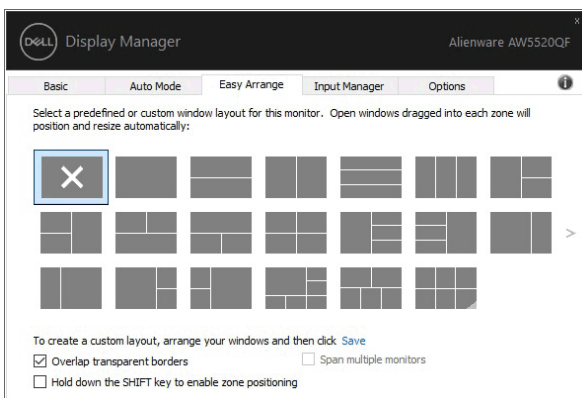 DELL Display Manager
Alienware AW5520QF
Basic Auto Mode Easy Arrange Input Manager Options
Select a predefined or custom window layout for this monitor. Open windows dragged into each zone will
position and resize automatically:
To create a custom layout, arrange your windows and then click Save
Overlap transparent borders
Span multiple monitors
Hold down the SHIFT key to enable zone positioning